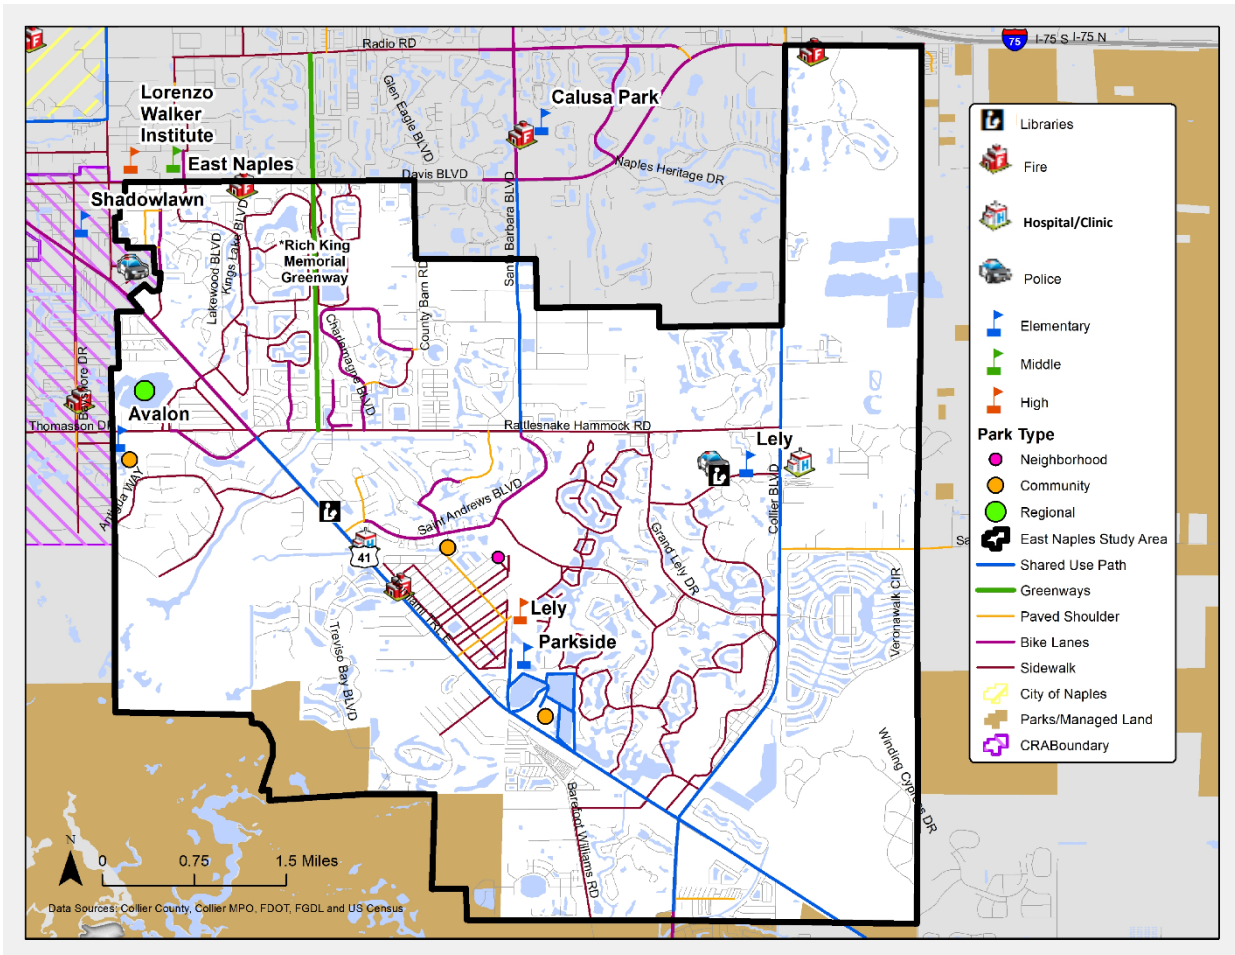 Radio RD
75
I-75 S
I-75 N
Lorenzo
Walker
Institute
Glen Eagle BLVD
Calusa Park
East Naples
Davis BLVD
Naples Heritage DR
Shadowlawn
Lakewood BLVD
Kings Lake BLVD
*Rich King
Memorial
Greenway
Santa Barbara BLVD
County Barn RD
Charlemagne BLVD
Bayshore DR
Avalon
Thomasson DR
Rattlesnake Hammock RD
Lely
Antigua WAY
Saint Andrews BLVD
Collier BLVD
41
Grand Lely DR
Sa
Lely
Parkside
Veronawalk CIR
Treviso Bay BLVD
Winding Cypress DR
Barefoot Williams RD
Libraries
Fire
Hospital/Clinic
Police
Elementary
Middle
High
Park Type
Neighborhood
Community
Regional
East Naples Study Area
Shared Use Path
Greenways
Paved Shoulder
Bike Lanes
Sidewalk
City of Naples
Parks/Managed Land
CRABoundary
N
0 0.75 1.5 Miles
Data Sources: Collier County, Collier MPO, FDOT, FGDL and US Census